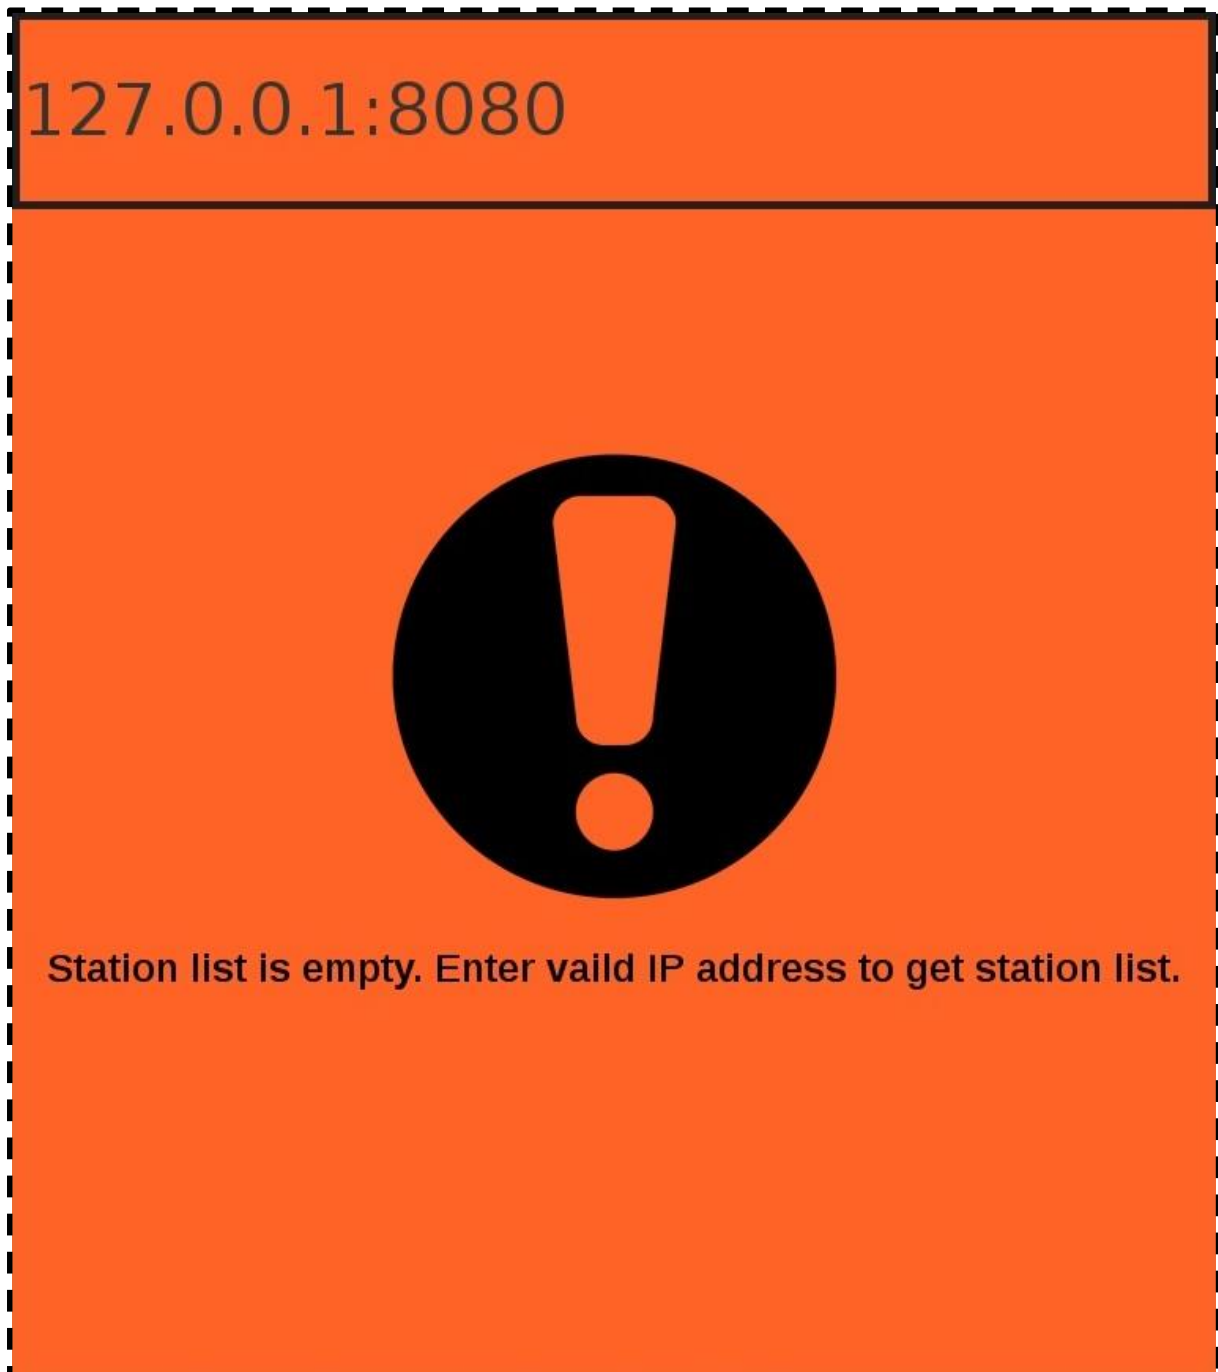 127.0.0.1:8080
Station list is empty. Enter vaild IP address to get station list.